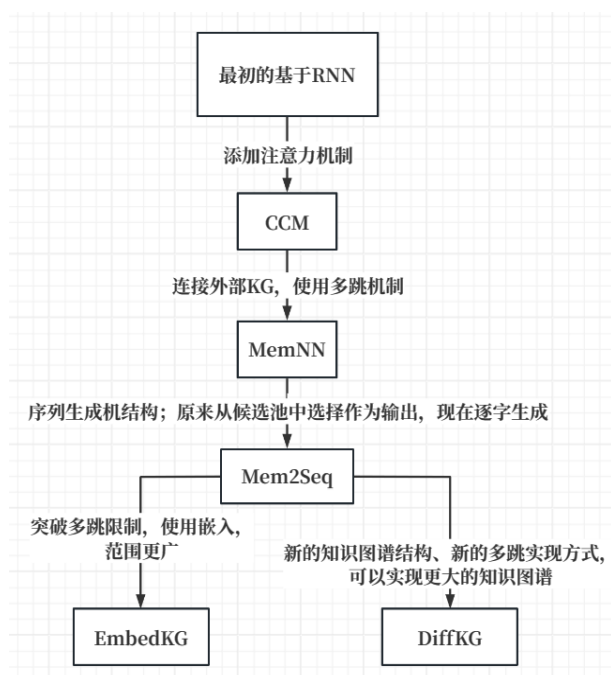 最初的基于RNN
添加注意力机制
CCM
连接外部KG，使用多跳机制
MemNN
序列生成机结构；原来从候选池中选择作为输出，现在逐字生成
Mem2Seq
突破多跳限制，使用嵌入，
范围更广
新的知识图谱结构、新的多跳实现方式，
可以实现更大的知识图谱
EmbedKG
DiffKG